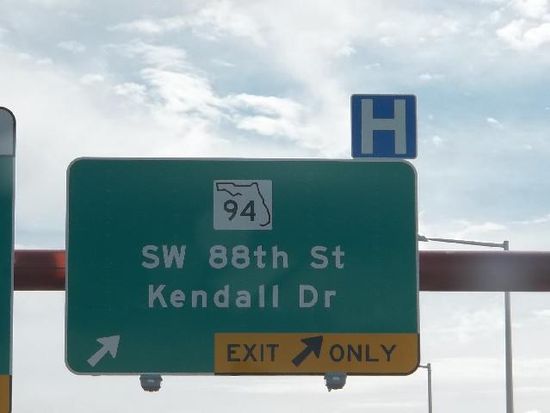 H
94
SW 88th St
Kendall Dr
EXIT ONLY